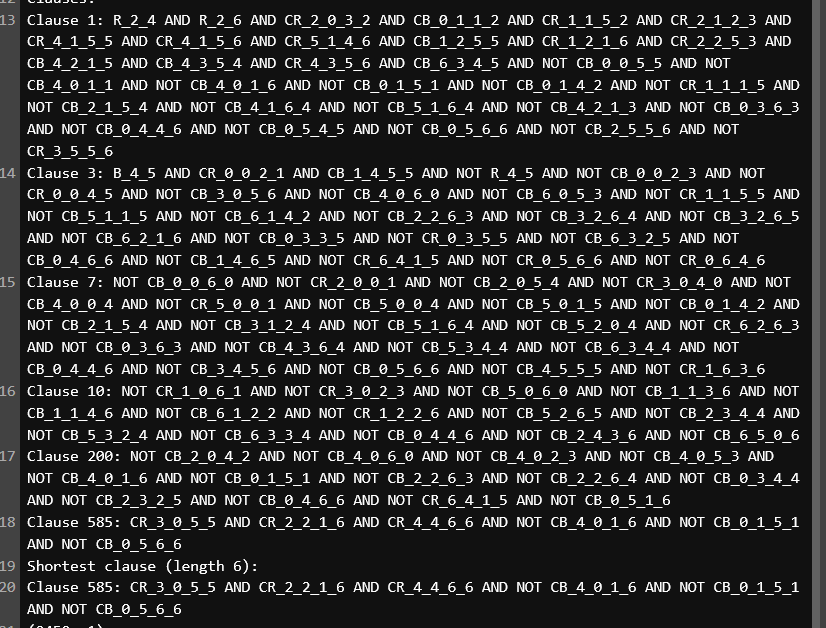 13 Clause 1: R_2_4 AND R_2_6 AND CR_2_0_3_2 AND CB_0_1_1_2 AND CR_1_1_5_2 AND CR_2_1_2_3 AND
CR_4_1_5_5 AND CR_4_1_5_6 AND CR_5_1_4_6 AND CB_1_2_5_5 AND CR_1_2_1_6 AND CR_2_2_5_3 AND
CB_4_2_1_5 AND CB_4_3_5_4 AND CR_4_3_5_6 AND CB_6_3_4_5 AND NOT CB_0_0_5_5 AND NOT
CB_4_0_1_1 AND NOT CB_4_0_1_6 AND NOT CB_0_1_5_1 AND NOT CB_0_1_4_2 AND NOT CR_1_1_1_5 AND
NOT CB_2_1_5_4 AND NOT CB_4_1_6_4 AND NOT CB_5_1_6_4 AND NOT CB_4_2_1_3 AND NOT CB_0_3_6_3
AND NOT CB_0_4_4_6 AND NOT CB_0_5_4_5 AND NOT CB_0_5_6_6 AND NOT CB_2_5_5_6 AND NOT
CR_3_5_5_6
14 Clause 3: B_4_5 AND CR_0_0_2_1 AND CB_1_4_5_5 AND NOT R_4_5 AND NOT CB_0_0_2_3 AND NOT
CR_0_0_4_5 AND NOT CB_3_0_5_6 AND NOT CB_4_0_6_0 AND NOT CB_6_0_5_3 AND NOT CR_1_1_5_5 AND
NOT CB_5_1_1_5 AND NOT CB_6_1_4_2 AND NOT CB_2_2_6_3 AND NOT CB_3_2_6_4 AND NOT CB_3_2_6_5
AND NOT CB_6_2_1_6 AND NOT CB_0_3_3_5 AND NOT CR_0_3_5_5 AND NOT CB_6_3_2_5 AND NOT
CB_0_4_6_6 AND NOT CB_1_4_6_5 AND NOT CR_6_4_1_5 AND NOT CR_0_5_6_6 AND NOT CR_0_6_4_6
15 Clause 7: NOT CB_0_0_6_0 AND NOT CR_2_0_0_1 AND NOT CB_2_0_5_4 AND NOT CR_3_0_4_0 AND NOT
CB_4_0_0_4 AND NOT CR_5_0_0_1 AND NOT CB_5_0_0_4 AND NOT CB_5_0_1_5 AND NOT CB_0_1_4_2 AND
NOT CB_2_1_5_4 AND NOT CB_3_1_2_4 AND NOT CB_5_1_6_4 AND NOT CB_5_2_0_4 AND NOT CR_6_2_6_3
AND NOT CB_0_3_6_3 AND NOT CB_4_3_6_4 AND NOT CB_5_3_4_4 AND NOT CB_6_3_4_4 AND NOT
CB_0_4_4_6 AND NOT CB_3_4_5_6 AND NOT CB_0_5_6_6 AND NOT CB_4_5_5_5 AND NOT CR_1_6_3_6
16 Clause 10: NOT CR_1_0_6_1 AND NOT CR_3_0_2_3 AND NOT CB_5_0_6_0 AND NOT CB_1_1_3_6 AND NOT
CB_1_1_4_6 AND NOT CB_6_1_2_2 AND NOT CR_1_2_2_6 AND NOT CB_5_2_6_5 AND NOT CB_2_3_4_4 AND
NOT CB_5_3_2_4 AND NOT CB_6_3_3_4 AND NOT CB_0_4_4_6 AND NOT CB_2_4_3_6 AND NOT CB_6_5_0_6
17 Clause 200: NOT CB_2_0_4_2 AND NOT CB_4_0_6_0 AND NOT CB_4_0_2_3 AND NOT CB_4_0_5_3 AND
NOT CB_4_0_1_6 AND NOT CB_0_1_5_1 AND NOT CB_2_2_6_3 AND NOT CB_2_2_6_4 AND NOT CB_0_3_4_4
AND NOT CB_2_3_2_5 AND NOT CB_0_4_6_6 AND NOT CR_6_4_1_5 AND NOT CB_0_5_1_6
18 Clause 585: CR_3_0_5_5 AND CR_2_2_1_6 AND CR_4_4_6_6 AND NOT CB_4_0_1_6 AND NOT CB_0_1_5_1
AND NOT CB_0_5_6_6
19 Shortest clause (length 6):
20 Clause 585: CR_3_0_5_5 AND CR_2_2_1_6 AND CR_4_4_6_6 AND NOT CB_4_0_1_6 AND NOT CB_0_1_5_1
AND NOT CB_0_5_6_6